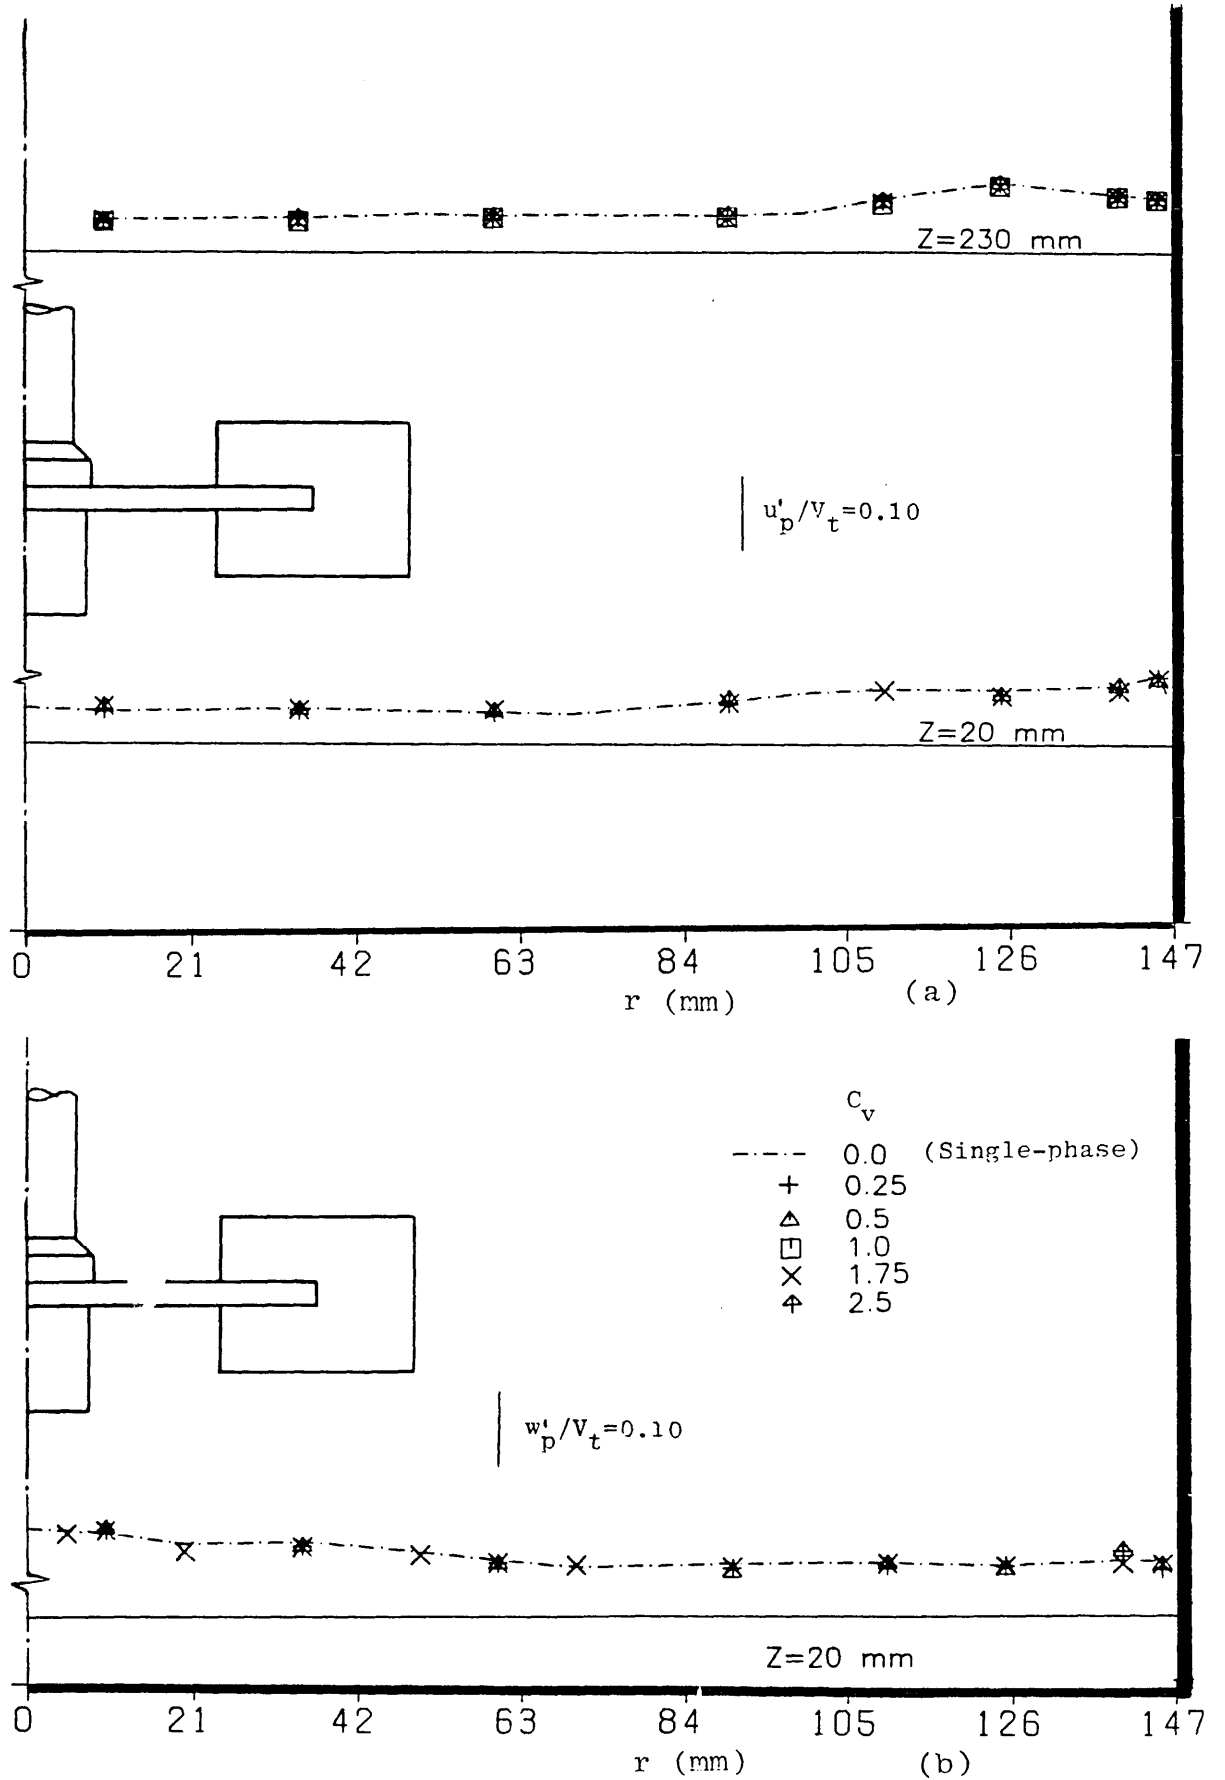 Z=230 mm
u'p/Vt=0.10
Z=20 mm
0 21 42 63 84 105 126 147
r (mm) (a)
Cv
0.0 (Single-phase)
0.25
0.5
1.0
1.75
2.5
w'p/Vt=0.10
Z=20 mm
0 21 42 63 84 105 126 147
r (mm) (b)